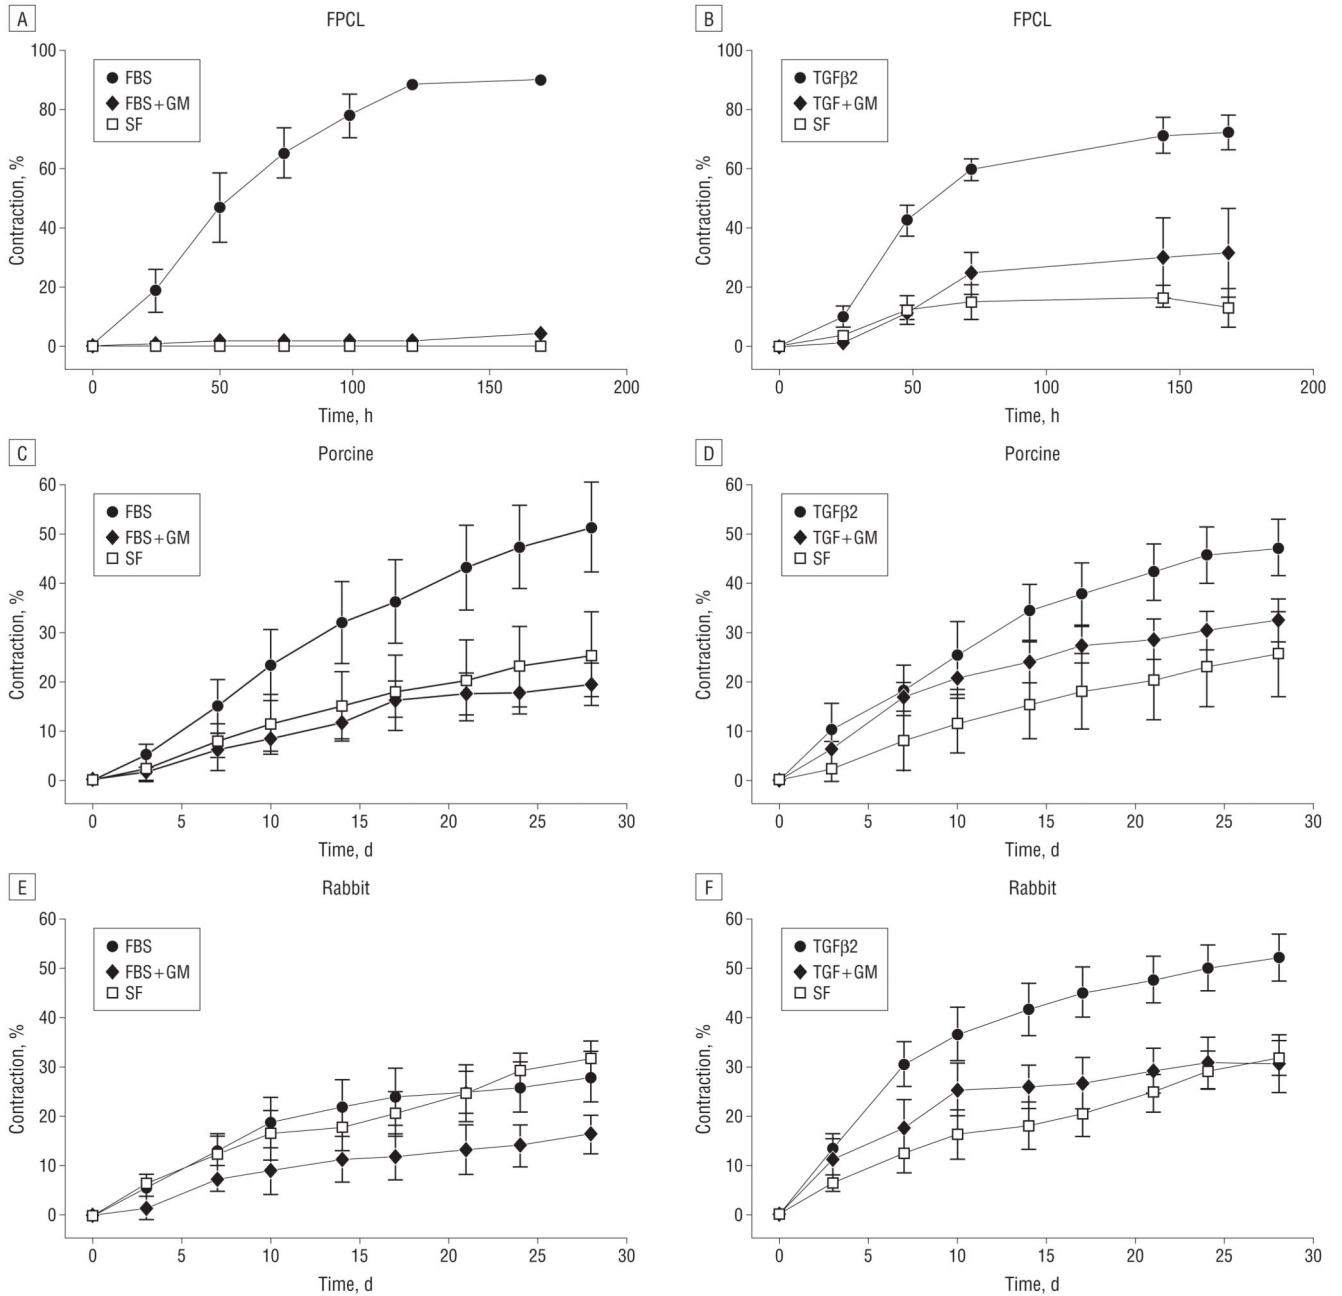 A
FPCL
Contraction, %
100
80
60
40
20
0
FBS
FBS+GM
SF
0 50 100 150 200
Time, h
B
FPCL
Contraction, %
100
80
60
40
20
0
TGFβ2
TGF+GM
SF
0 50 100 150 200
Time, h
C
Porcine
Contraction, %
60
50
40
30
20
10
0
FBS
FBS+GM
SF
0 5 10 15 20 25 30
Time, d
D
Porcine
Contraction, %
60
50
40
30
20
10
0
TGFβ2
TGF+GM
SF
0 5 10 15 20 25 30
Time, d
E
Rabbit
Contraction, %
60
50
40
30
20
10
0
FBS
FBS+GM
SF
0 5 10 15 20 25 30
Time, d
F
Rabbit
Contraction, %
60
50
40
30
20
10
0
TGFβ2
TGF+GM
SF
0 5 10 15 20 25 30
Time, d